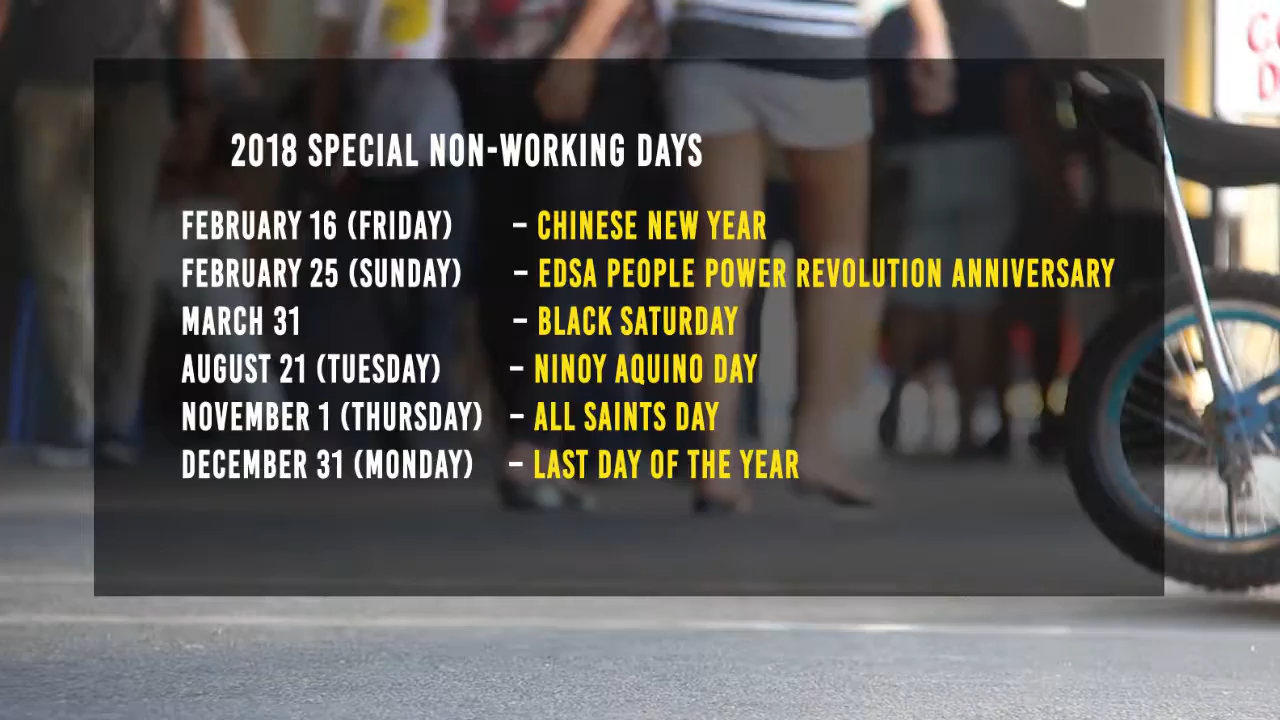 2018 SPECIAL NON-WORKING DAYS
FEBRUARY 16 (FRIDAY) – CHINESE NEW YEAR
FEBRUARY 25 (SUNDAY) – EDSA PEOPLE POWER REVOLUTION ANNIVERSARY
MARCH 31 – BLACK SATURDAY
AUGUST 21 (TUESDAY) – NINOY AQUINO DAY
NOVEMBER 1 (THURSDAY) – ALL SAINTS DAY
DECEMBER 31 (MONDAY) – LAST DAY OF THE YEAR